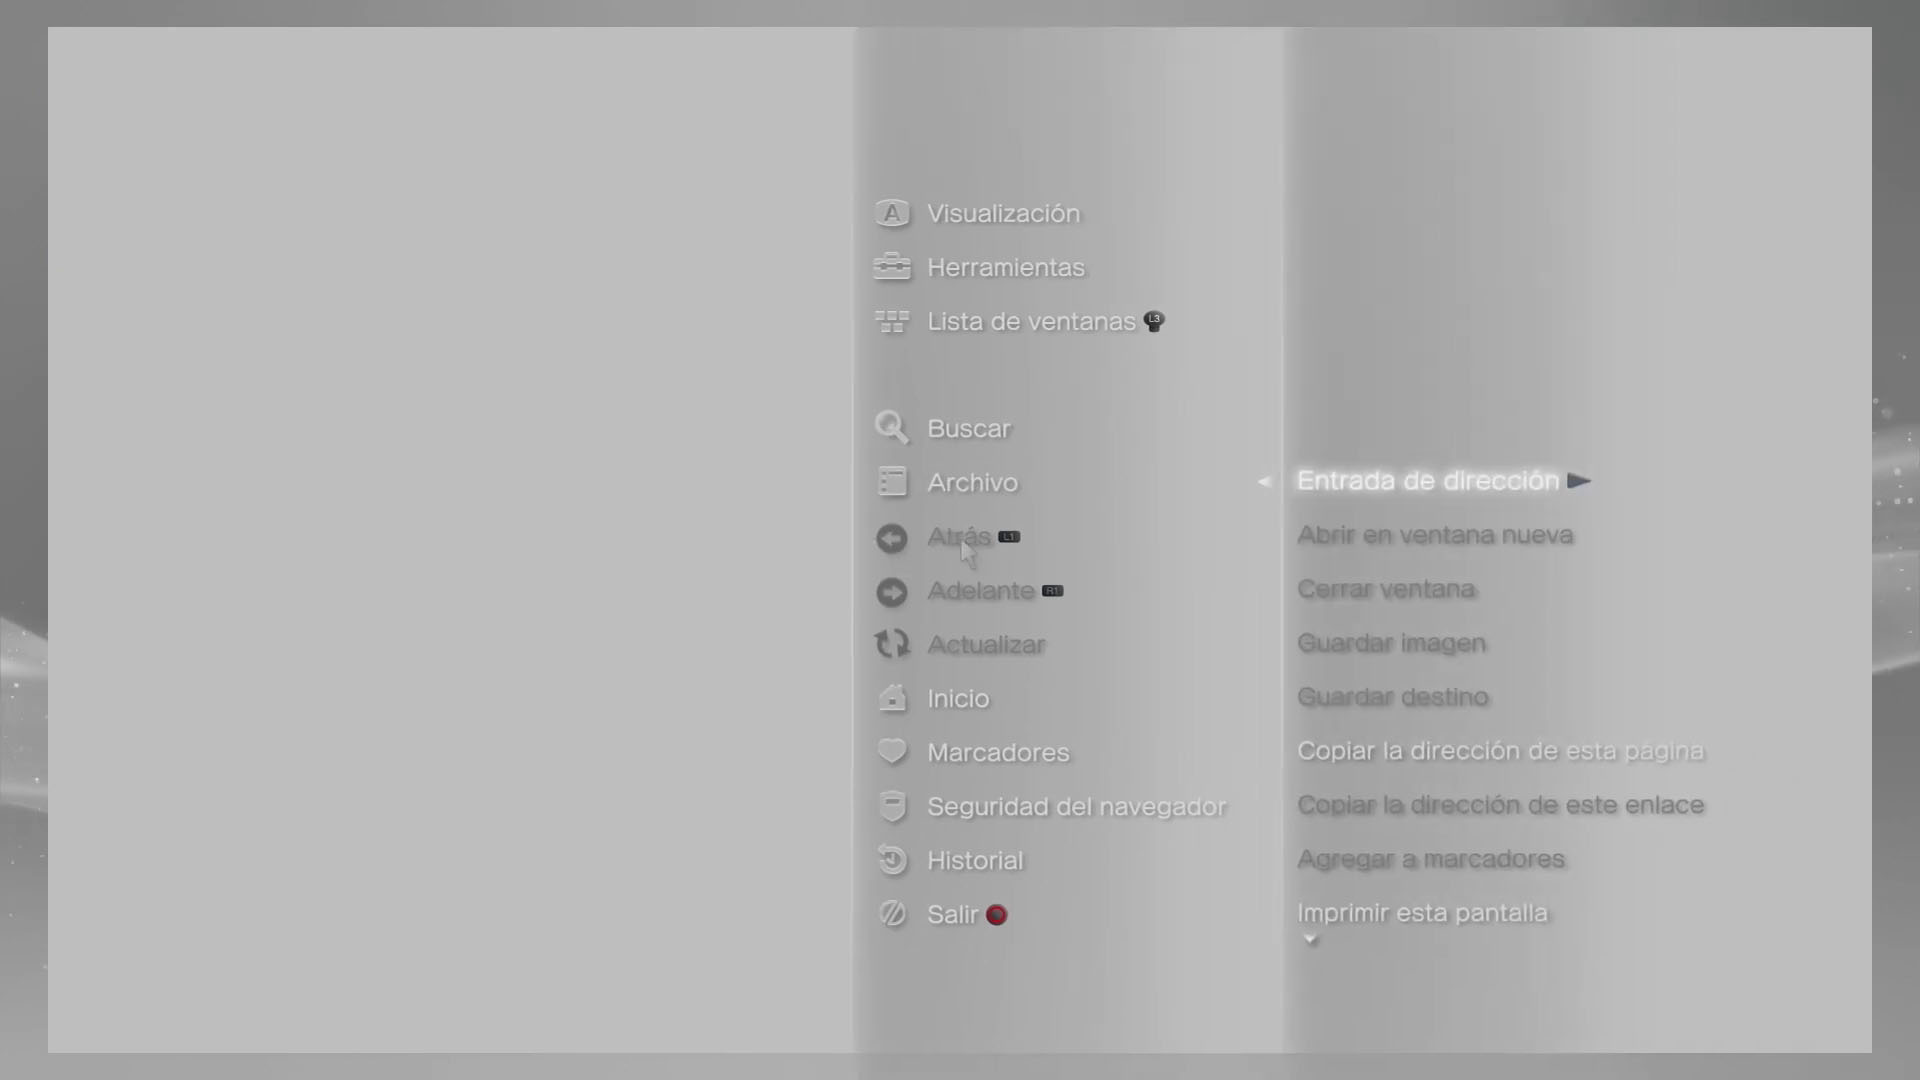 A Visualización
Herramientas
Lista de ventanas L3
Buscar
Archivo
Atrás L1
Adelante R1
Actualizar
Inicio
Marcadores
Seguridad del navegador
Historial
Salir
Entrada de dirección
Abrir en ventana nueva
Cerrar ventana
Guardar imagen
Guardar destino
Copiar la dirección de esta página
Copiar la dirección de este enlace
Agregar a marcadores
Imprimir esta pantalla